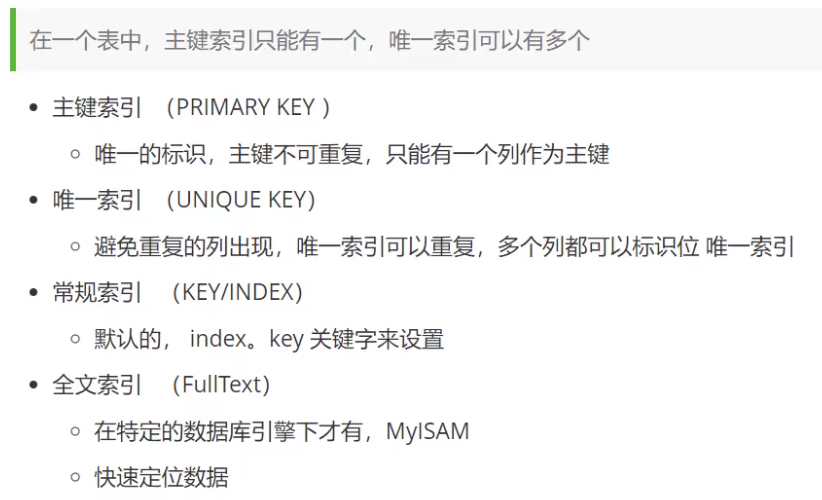 在一个表中，主键索引只能有一个，唯一索引可以有多个
主键索引 （PRIMARY KEY ）
唯一的标识，主键不可重复，只能有一个列作为主键
唯一索引 （UNIQUE KEY）
避免重复的列出现，唯一索引可以重复，多个列都可以标识位 唯一索引
常规索引 （KEY/INDEX）
默认的， index。key 关键字来设置
全文索引 （FullText）
在特定的数据库引擎下才有，MyISAM
快速定位数据